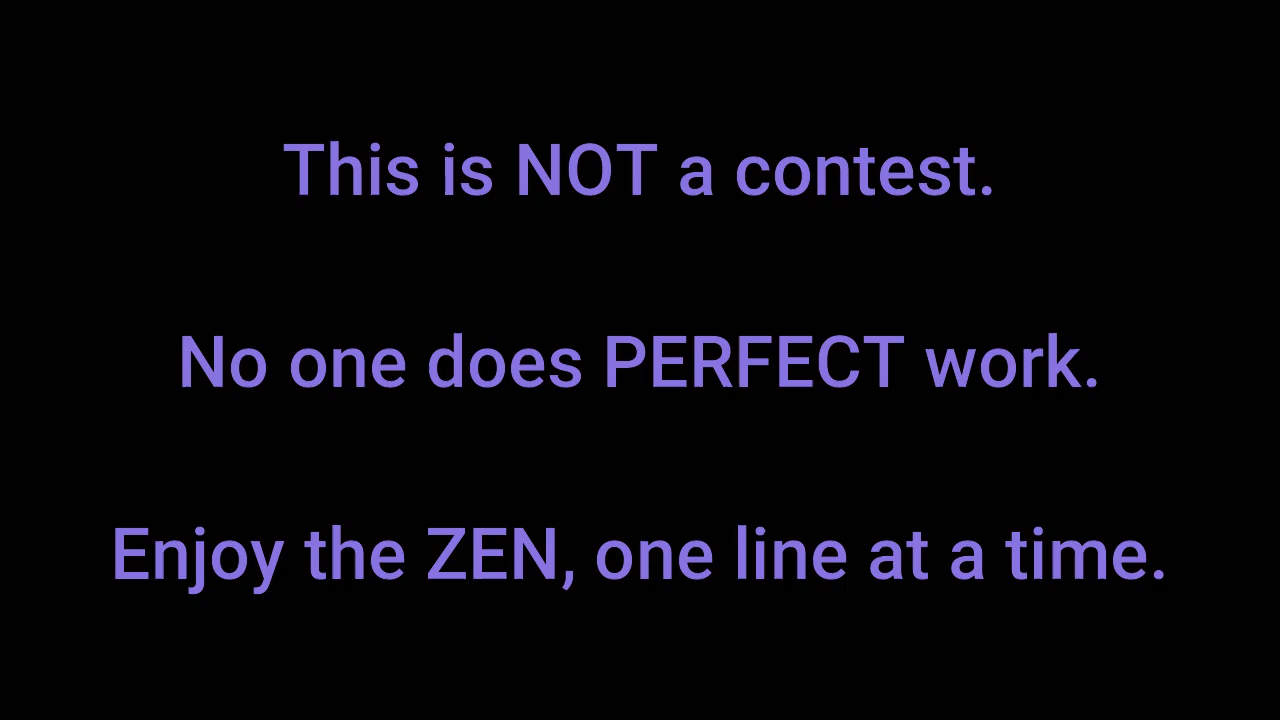 This is NOT a contest.
No one does PERFECT work.
Enjoy the ZEN, one line at a time.